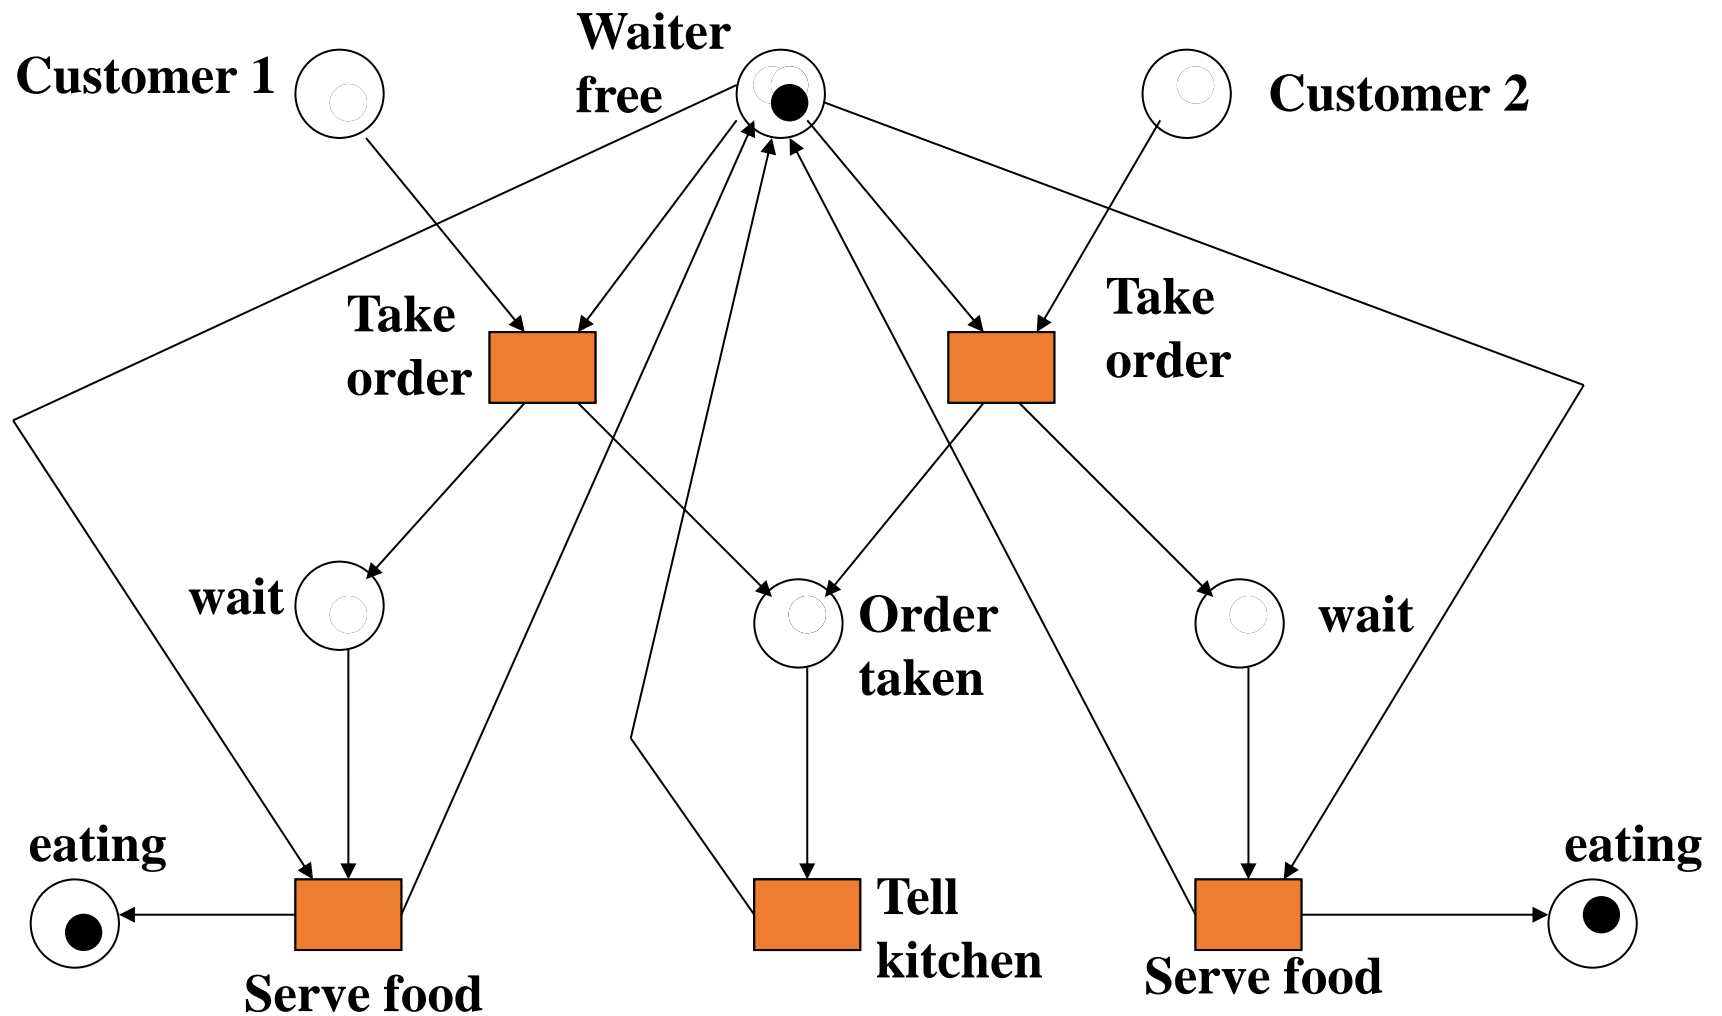 Customer 1
Waiter
free
Customer 2
Take
order
Take
order
wait
Order
taken
wait
eating
Serve food
Tell
kitchen
Serve food
eating